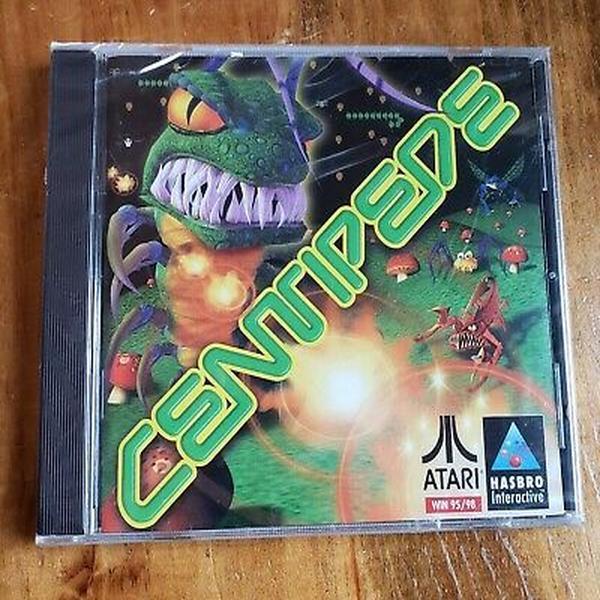 CENTIPEDE
ATARI
WIN 95/98
HASBRO
Interactive